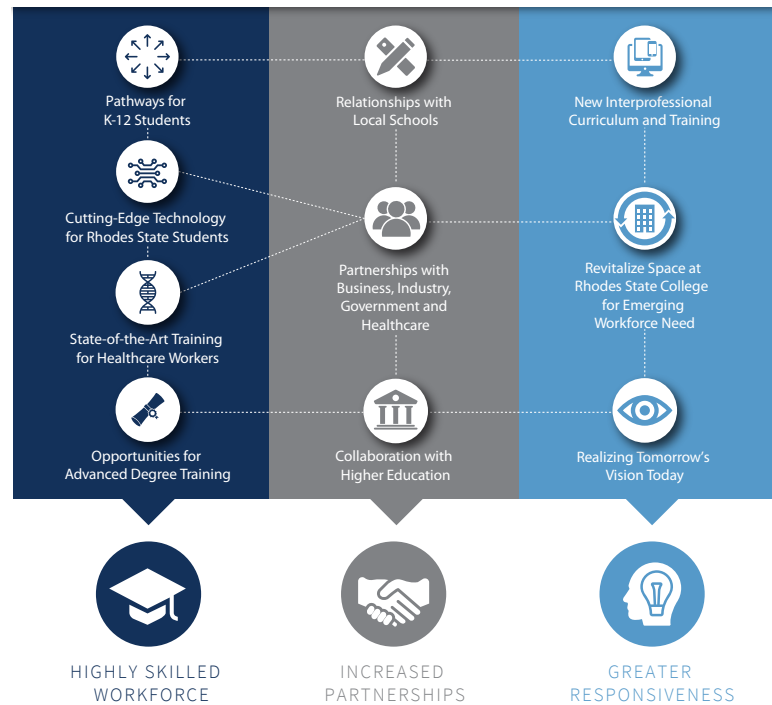 Pathways for
K-12 Students
Relationships with
Local Schools
New Interprofessional
Curriculum and Training
Cutting-Edge Technology
for Rhodes State Students
Partnerships with
Business, Industry,
Government and
Healthcare
Revitalize Space at
Rhodes State College
for Emerging
Workforce Need
State-of-the-Art Training
for Healthcare Workers
Opportunities for
Advanced Degree Training
Collaboration with
Higher Education
Realizing Tomorrow's
Vision Today
HIGHLY SKILLED
WORKFORCE
INCREASED
PARTNERSHIPS
GREATER
RESPONSIVENESS